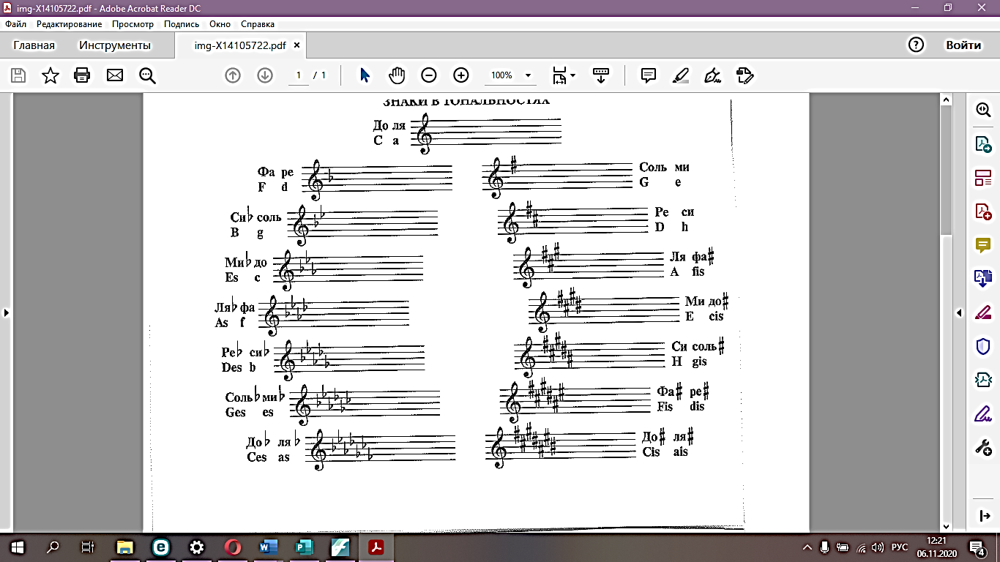 img-X14105722.pdf - Adobe Acrobat Reader DC
Файл Редактирование Просмотр Подпись Окно Справка
Главная Инструменты img-X14105722.pdf × Войти
1 / 1 100%
ЗНАКИ В ТОНАЛЬНОСТЯХ
До ля
C a
Фа ре
F d
Соль ми
G e
Си♭ соль
B g
Ре си
D h
Ми♭ до
Es c
Ля фа♯
A fis
Ля♭ фа
As f
Ми до♯
E cis
Ре♭ си♭
Des b
Си соль♯
H gis
Соль♭ ми♭
Ges es
Фа♯ ре♯
Fis dis
До♭ ля♭
Ces as
До♯ ля♯
Cis ais
РУС
12:21
06.11.2020
4